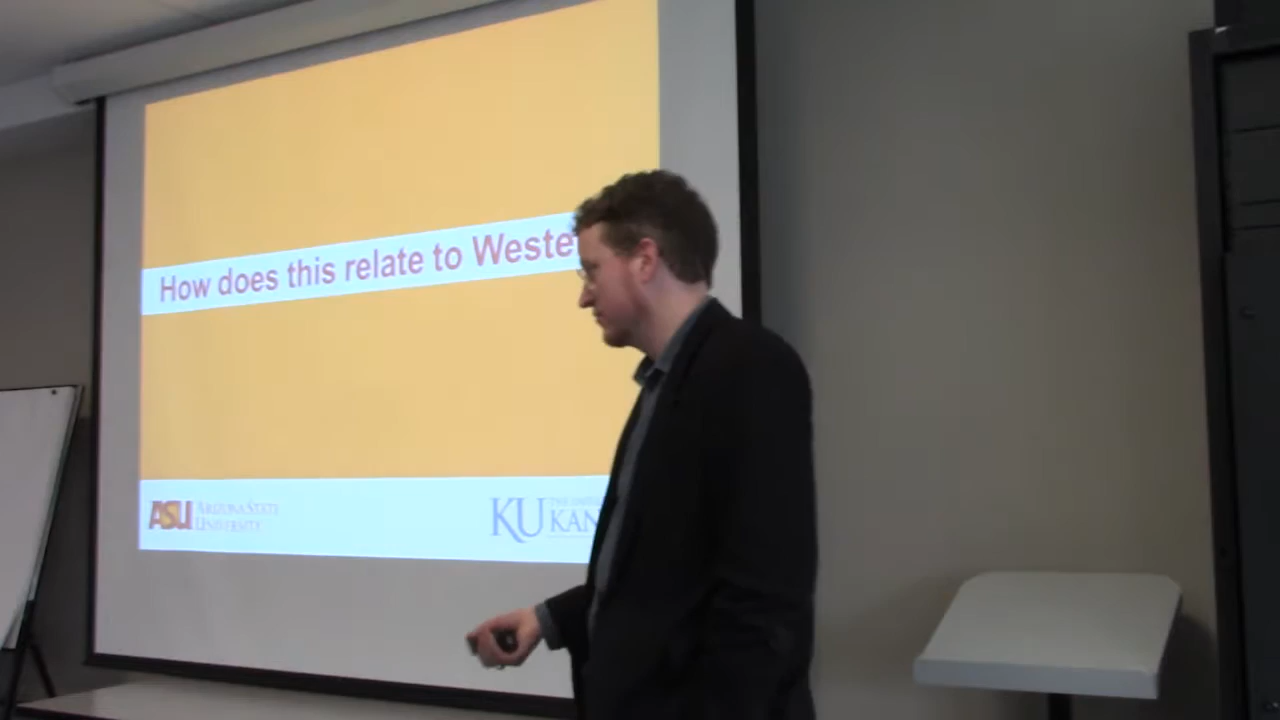 How does this relate to Weste
ASU ARIZONA STATE
UNIVERSITY
KU KAN